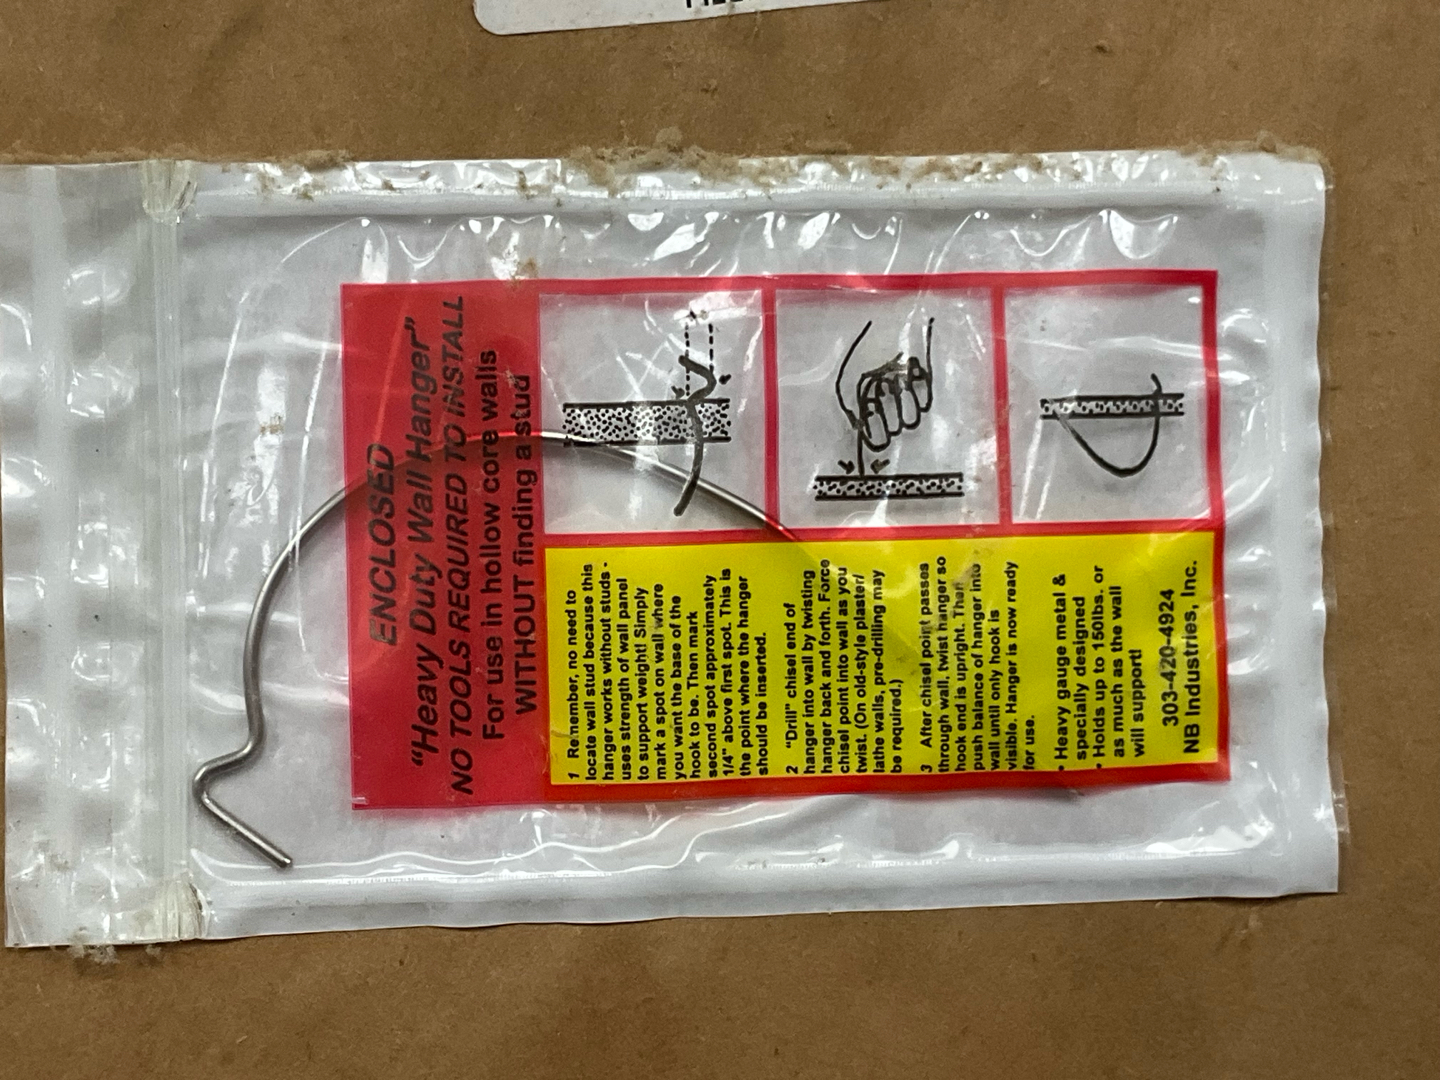 ENCLOSED
“Heavy Duty Wall Hanger”
NO TOOLS REQUIRED TO INSTALL
For use in hollow core walls
WITHOUT finding a stud
1 Remember, no need to
locate wall stud because this
hanger works without studs -
uses strength of wall panel
to support weight! Simply
mark a spot on wall where
you want the base of the
hook to be. Then mark
second spot approximately
1/4" above first spot. This is
the point where the hanger
should be inserted.
2 "Drill" chisel end of
hanger into wall by twisting
hanger back and forth. Force
chisel point into wall as you
twist. (On old-style plaster/
lathe walls, pre-drilling may
be required.)
3 After chisel point passes
through wall, twist hanger so
hook end is upright. Then
push balance of hanger into
wall until only hook is
visible. Hanger is now ready
for use.
• Heavy gauge metal &
specially designed
• Holds up to 150lbs. or
as much as the wall
will support!
303-420-4924
NB Industries, Inc.